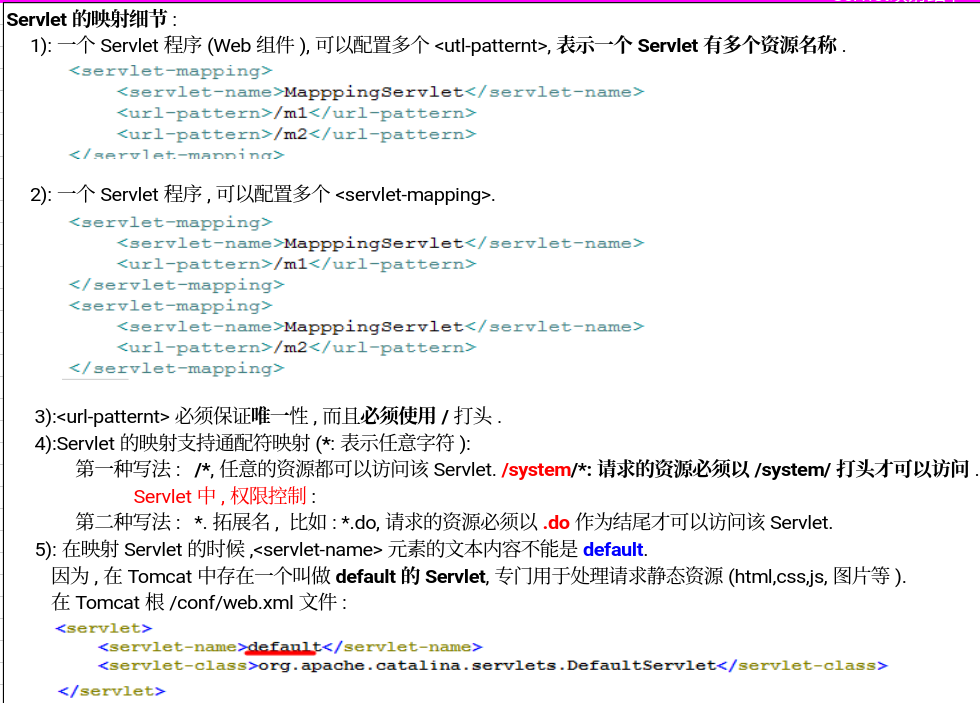 Servlet 的映射细节 :
1): 一个 Servlet 程序 (Web 组件 ), 可以配置多个 <utl-patternt>, 表示一个 Servlet 有多个资源名称 .
<servlet-mapping>
<servlet-name>MapppingServlet</servlet-name>
<url-pattern>/m1</url-pattern>
<url-pattern>/m2</url-pattern>
</servlet-mapping>
2): 一个 Servlet 程序 , 可以配置多个 <servlet-mapping>.
<servlet-mapping>
<servlet-name>MapppingServlet</servlet-name>
<url-pattern>/m1</url-pattern>
</servlet-mapping>
<servlet-mapping>
<servlet-name>MapppingServlet</servlet-name>
<url-pattern>/m2</url-pattern>
</servlet-mapping>
3):<url-patternt> 必须保证唯一性 , 而且必须使用 / 打头 .
4):Servlet 的映射支持通配符映射 (*: 表示任意字符 ):
第一种写法 : /*, 任意的资源都可以访问该 Servlet. /system/*: 请求的资源必须以 /system/ 打头才可以访问 .
Servlet 中 , 权限控制 :
第二种写法 : *. 拓展名 , 比如 : *.do, 请求的资源必须以 .do 作为结尾才可以访问该 Servlet.
5): 在映射 Servlet 的时候 ,<servlet-name> 元素的文本内容不能是 default.
因为 , 在 Tomcat 中存在一个叫做 default 的 Servlet, 专门用于处理请求静态资源 (html,css,js, 图片等 ).
在 Tomcat 根 /conf/web.xml 文件 :
<servlet>
<servlet-name>default</servlet-name>
<servlet-class>org.apache.catalina.servlets.DefaultServlet</servlet-class>
</servlet>